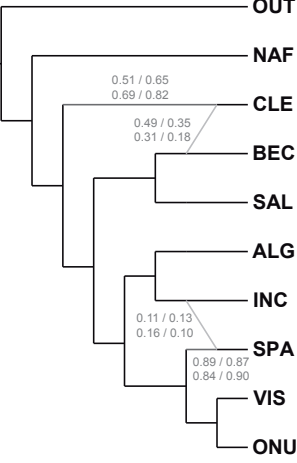 OUT
NAF
0.51 / 0.65
0.69 / 0.82
CLE
0.49 / 0.35
0.31 / 0.18
BEC
SAL
ALG
INC
0.11 / 0.13
0.16 / 0.10
SPA
0.89 / 0.87
0.84 / 0.90
VIS
ONU